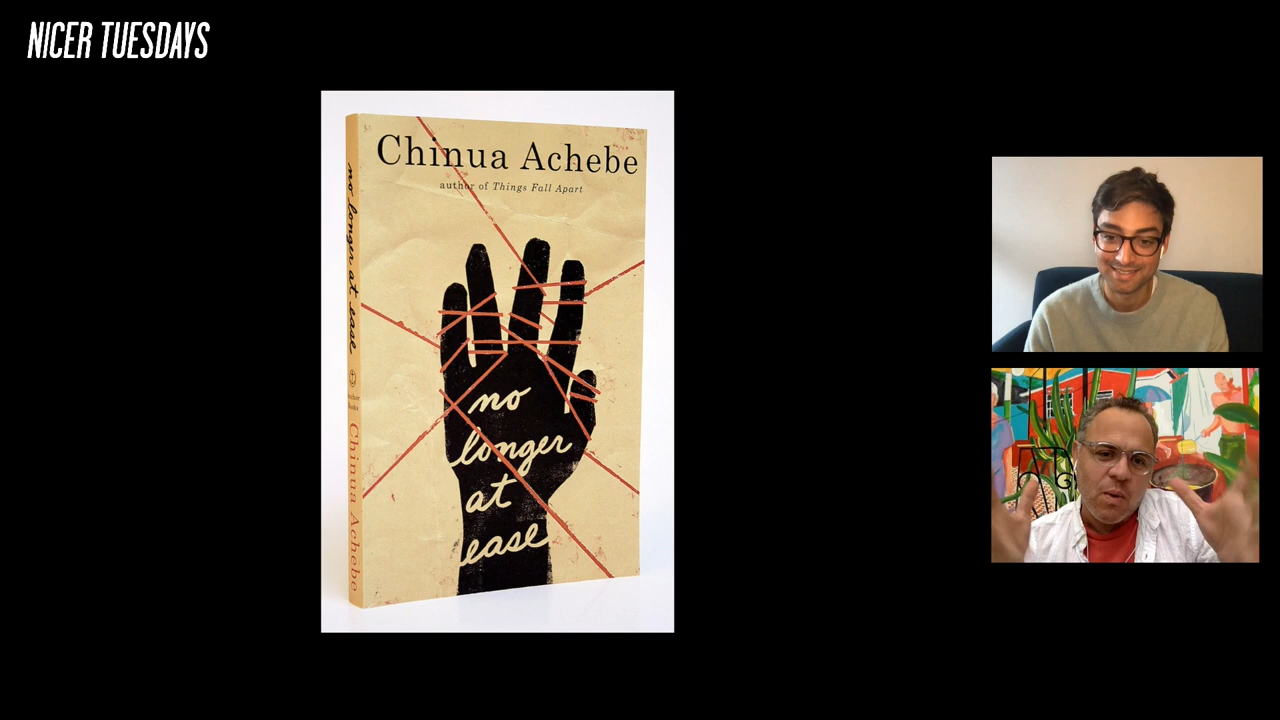 NICER TUESDAYS
Chinua Achebe
author of Things Fall Apart
no
longer
at
ease
no longer at ease
Chinua Achebe